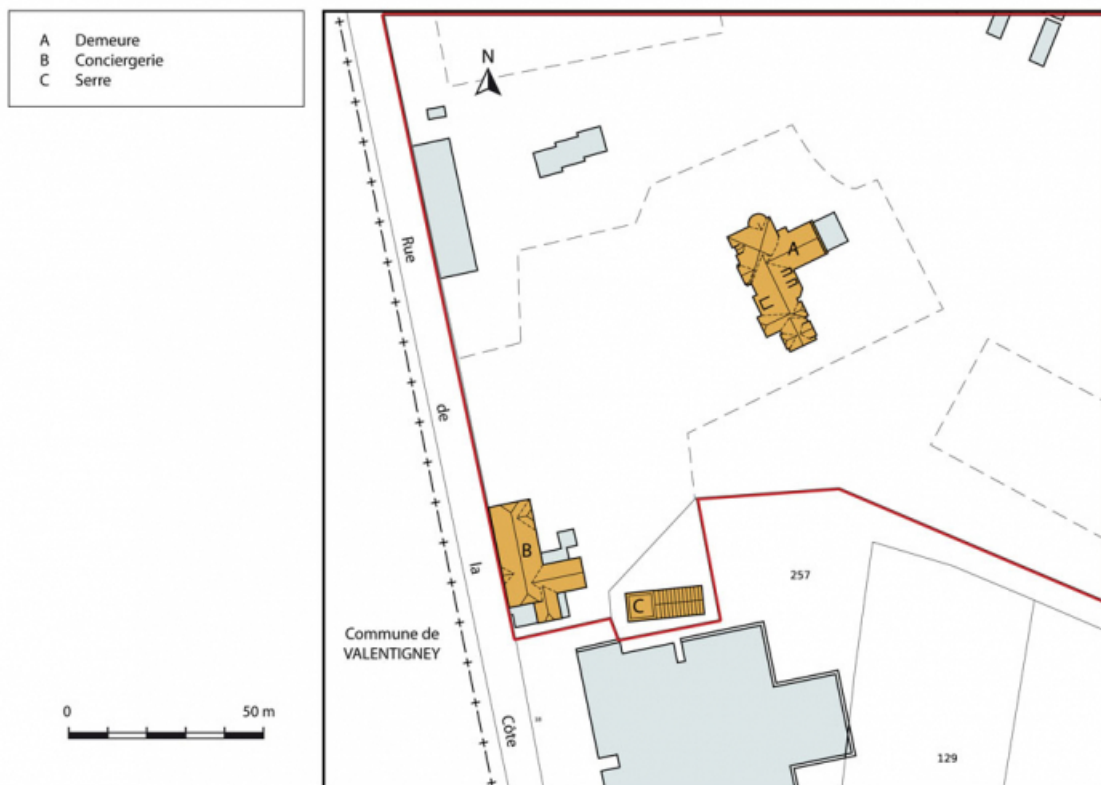 A Demeure
B Conciergerie
C Serre
N
Rue
de
la
Côte
A
B
C
257
129
Commune de
VALENTIGNEY
0 50 m